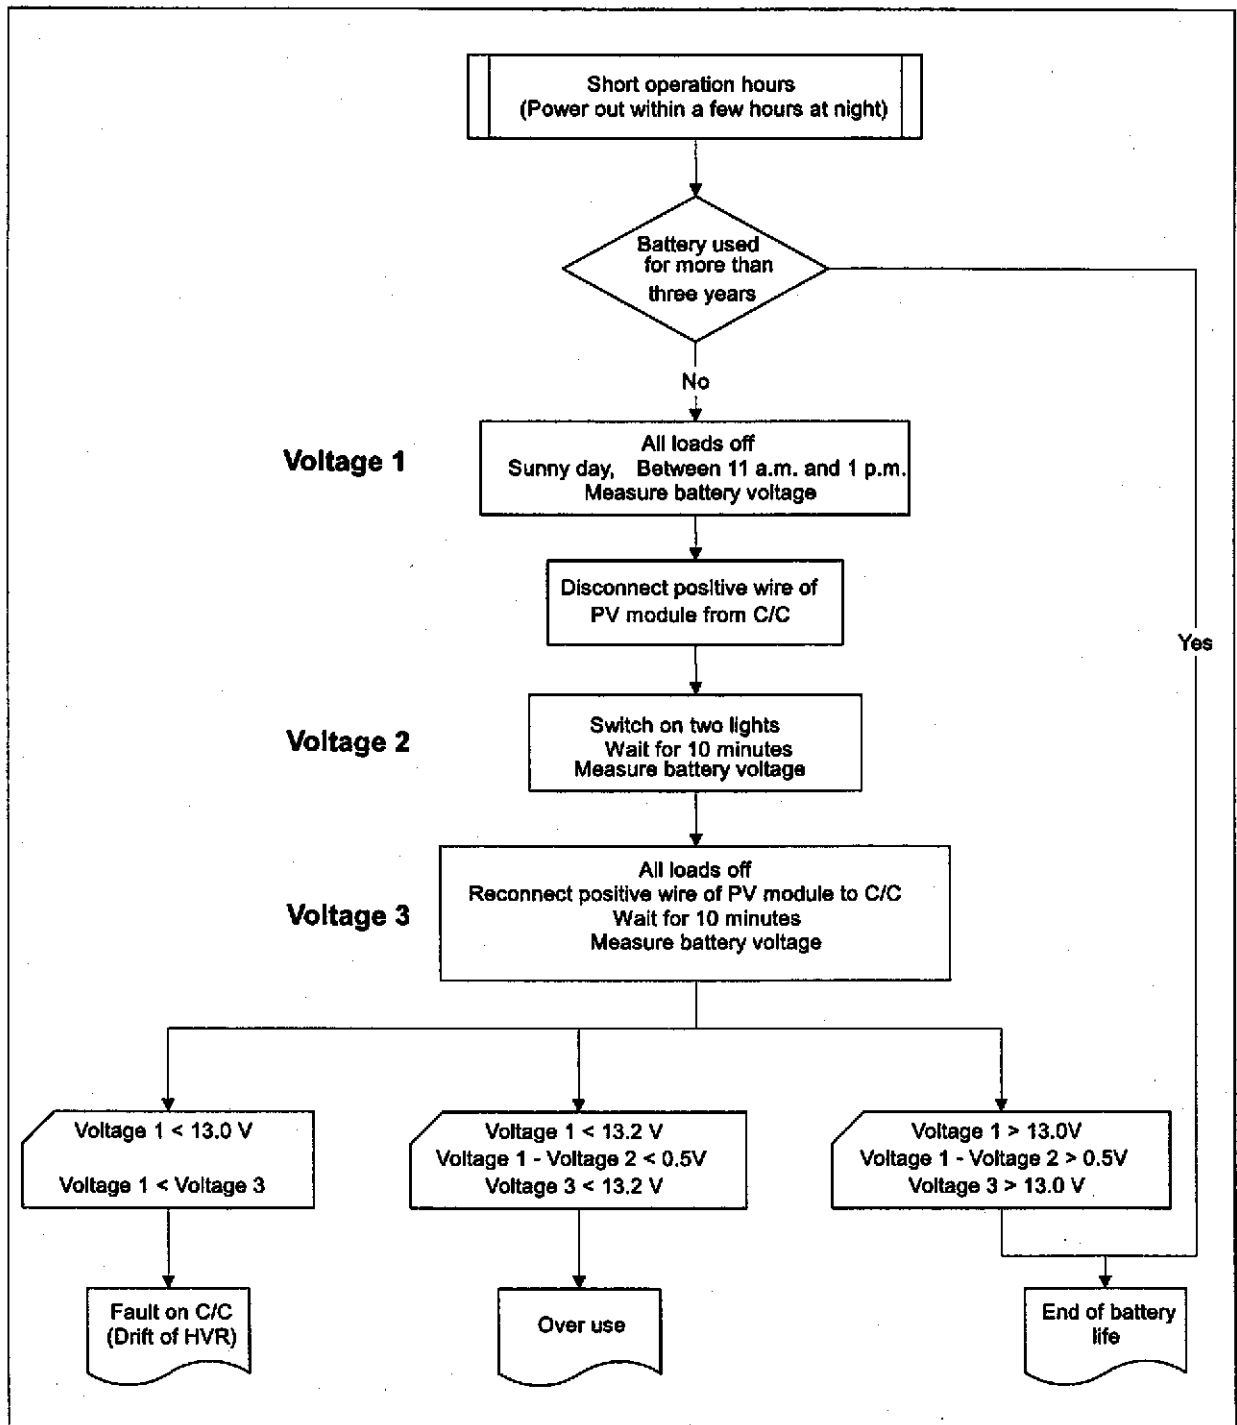 Short operation hours
(Power out within a few hours at night)
Battery used
for more than
three years
No
Voltage 1
All loads off
Sunny day, Between 11 a.m. and 1 p.m.
Measure battery voltage
Disconnect positive wire of
PV module from C/C
Yes
Voltage 2
Switch on two lights
Wait for 10 minutes
Measure battery voltage
Voltage 3
All loads off
Reconnect positive wire of PV module to C/C
Wait for 10 minutes
Measure battery voltage
Voltage 1 < 13.0 V
Voltage 1 < Voltage 3
Voltage 1 < 13.2 V
Voltage 1 - Voltage 2 < 0.5V
Voltage 3 < 13.2 V
Voltage 1 > 13.0V
Voltage 1 - Voltage 2 > 0.5V
Voltage 3 > 13.0 V
Fault on C/C
(Drift of HVR)
Over use
End of battery
life